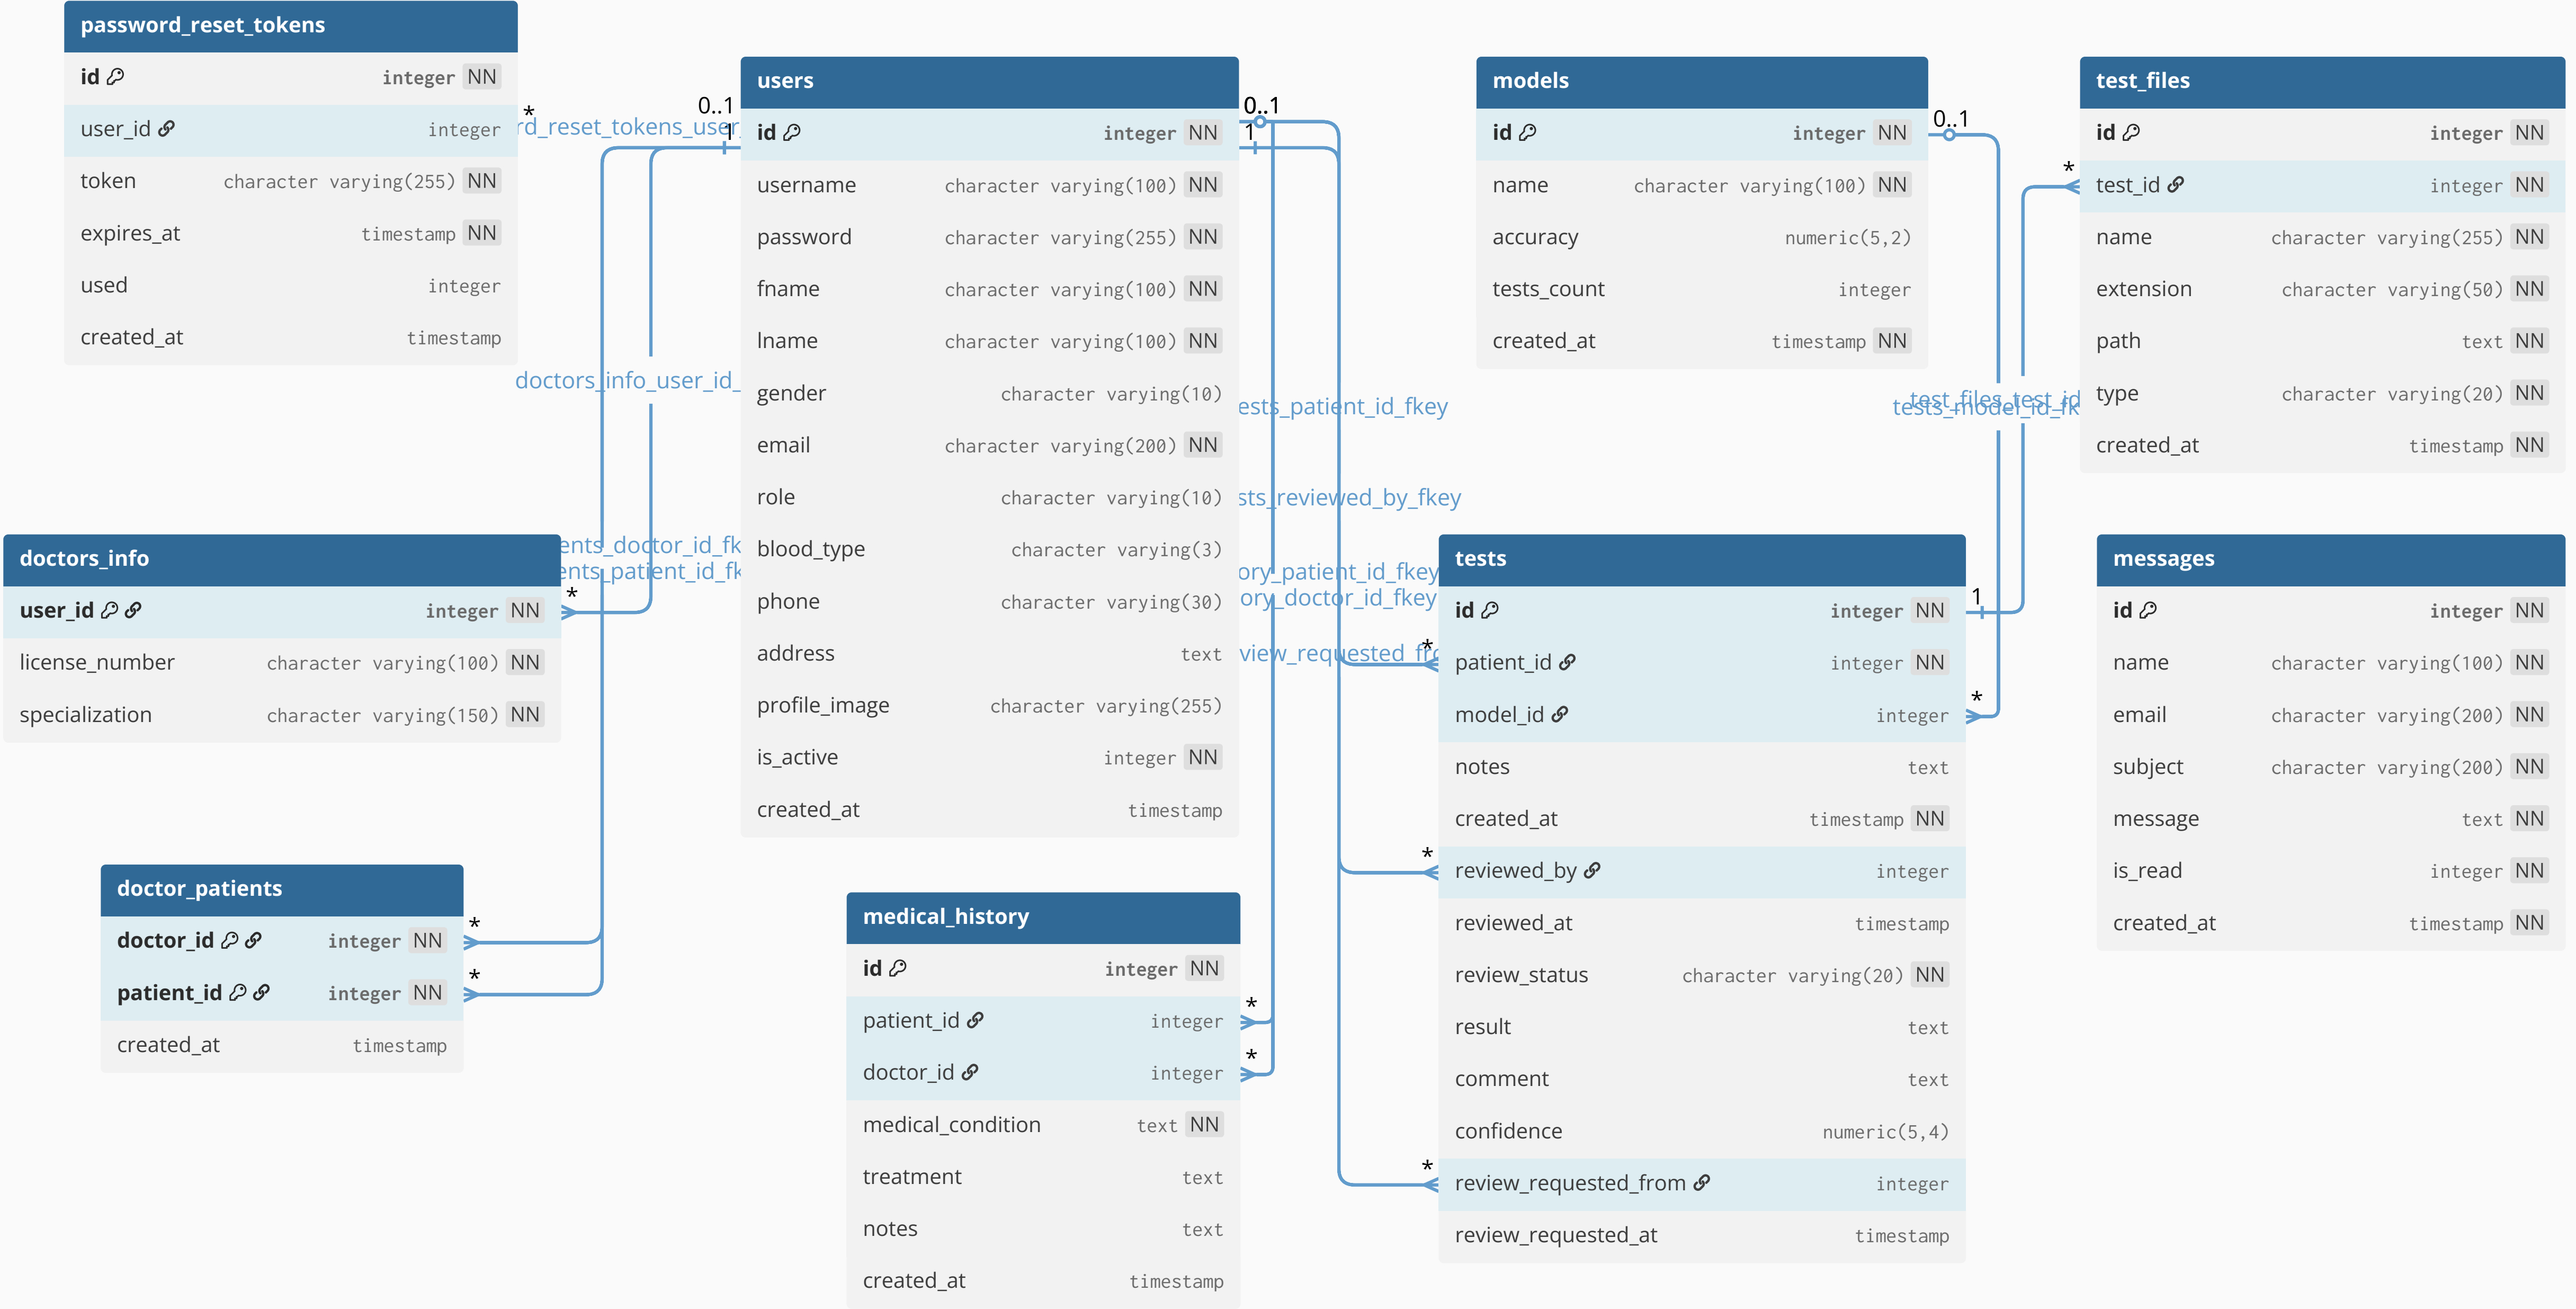 password_reset_tokens
id integer NN
user_id integer
token character varying(255) NN
expires_at timestamp NN
used integer
created_at timestamp
*
rd_reset_tokens_user_
0..1
1
users
id integer NN
username character varying(100) NN
password character varying(255) NN
fname character varying(100) NN
lname character varying(100) NN
gender character varying(10)
email character varying(200) NN
role character varying(10)
blood_type character varying(3)
phone character varying(30)
address text
profile_image character varying(255)
is_active integer NN
created_at timestamp
0..1
1
models
id integer NN
name character varying(100) NN
accuracy numeric(5,2)
tests_count integer
created_at timestamp NN
0..1
test_files
id integer NN
test_id integer NN
name character varying(255) NN
extension character varying(50) NN
path text NN
type character varying(20) NN
created_at timestamp NN
*
doctors_info_user_id_
ests_patient_id_fkey
test_files_test_id
tests_model_id_fk
sts_reviewed_by_fkey
ents_doctor_id_fk
ents_patient_id_fk
ory_patient_id_fkey
ory_doctor_id_fkey
view_requested_fro
doctors_info
user_id integer NN
license_number character varying(100) NN
specialization character varying(150) NN
*
tests
id integer NN
patient_id integer NN
model_id integer
notes text
created_at timestamp NN
reviewed_by integer
reviewed_at timestamp
review_status character varying(20) NN
result text
comment text
confidence numeric(5,4)
review_requested_from integer
review_requested_at timestamp
1
*
*
*
*
messages
id integer NN
name character varying(100) NN
email character varying(200) NN
subject character varying(200) NN
message text NN
is_read integer NN
created_at timestamp NN
doctor_patients
doctor_id integer NN
patient_id integer NN
created_at timestamp
*
*
medical_history
id integer NN
patient_id integer
doctor_id integer
medical_condition text NN
treatment text
notes text
created_at timestamp
*
*